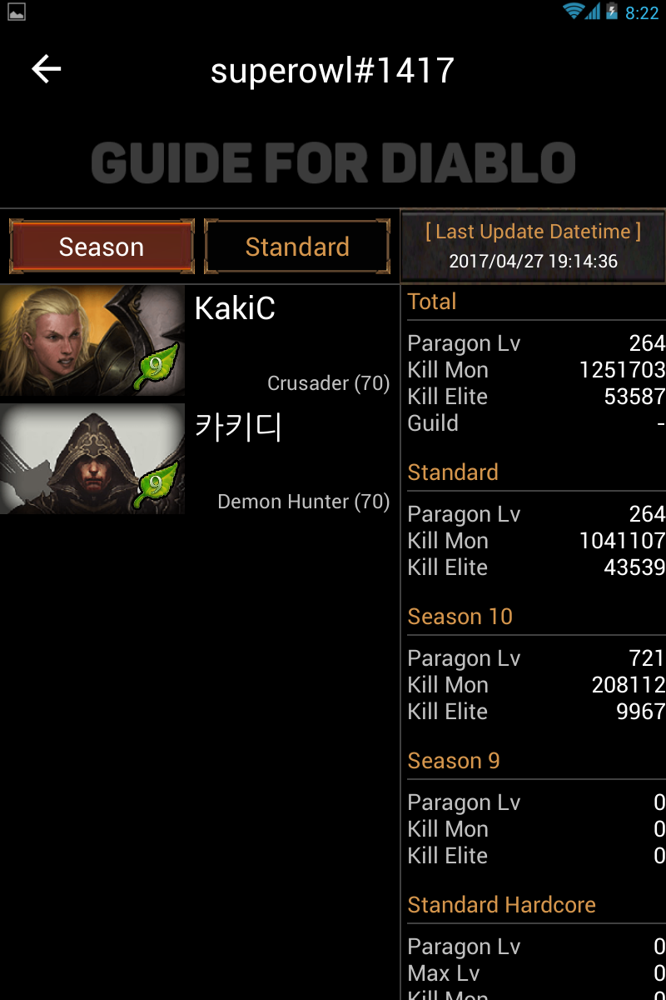 8:22
superowl#1417
GUIDE FOR DIABLO
Season
Standard
[ Last Update Datetime ]
2017/04/27 19:14:36
KakiC
9
Crusader (70)
카키디
9
Demon Hunter (70)
Total
Paragon Lv 264
Kill Mon 1251703
Kill Elite 53587
Guild -
Standard
Paragon Lv 264
Kill Mon 1041107
Kill Elite 43539
Season 10
Paragon Lv 721
Kill Mon 208112
Kill Elite 9967
Season 9
Paragon Lv 0
Kill Mon 0
Kill Elite 0
Standard Hardcore
Paragon Lv 0
Max Lv 0
Kill Mon 0